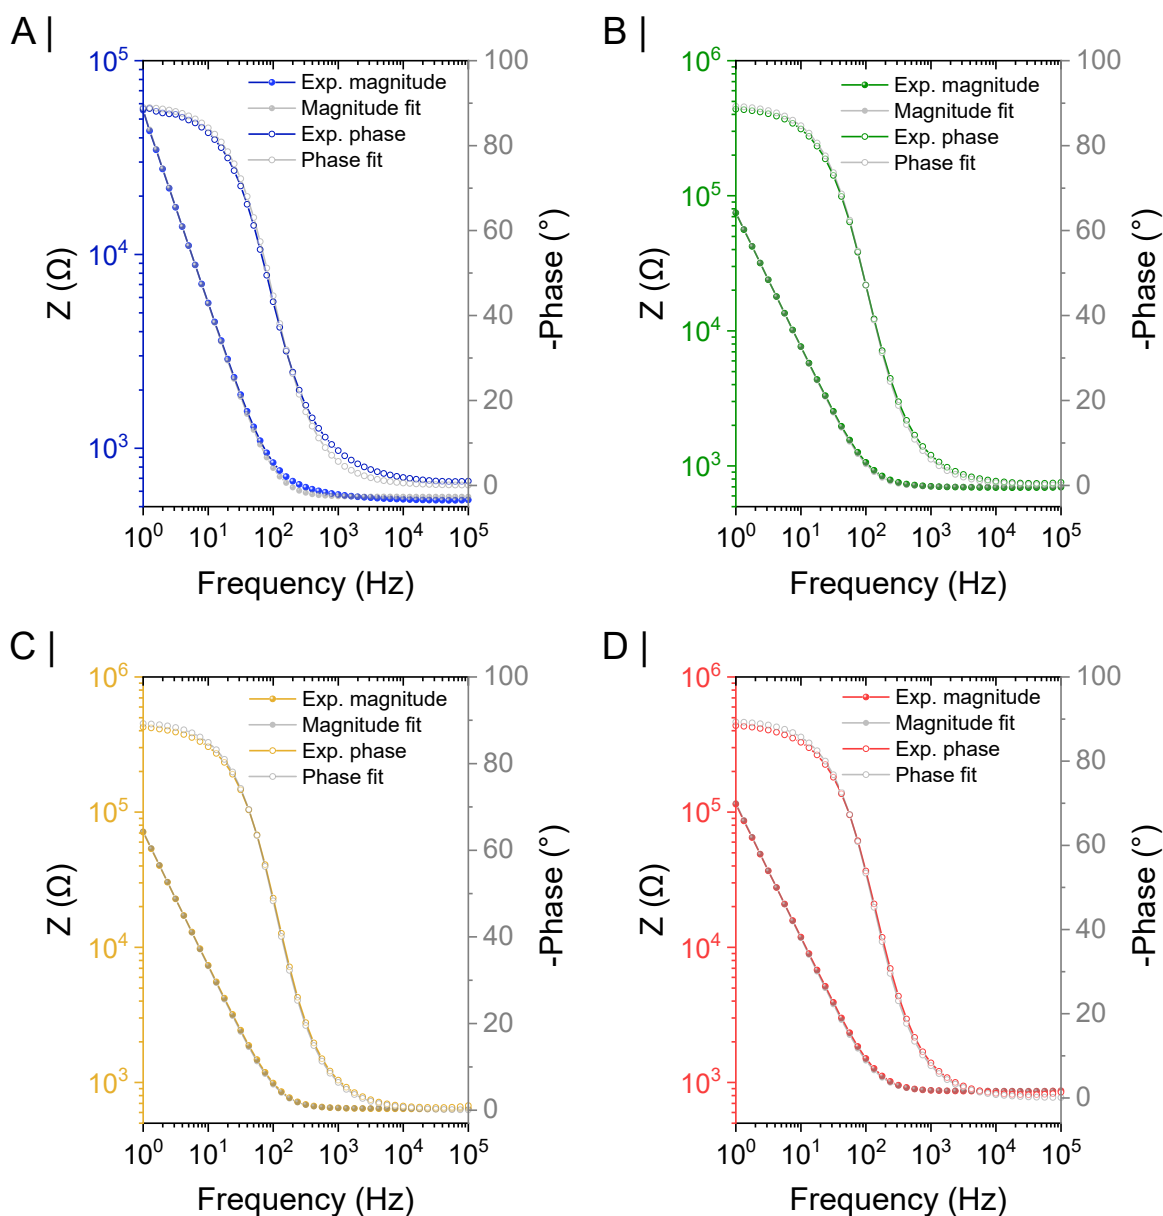 A |
10⁵
10⁴
10³
Z (Ω)
100
80
60
40
20
0
-Phase (°)
Exp. magnitude
Magnitude fit
Exp. phase
Phase fit
10⁰ 10¹ 10² 10³ 10⁴ 10⁵
Frequency (Hz)
B |
10⁶
10⁵
10⁴
10³
Z (Ω)
100
80
60
40
20
0
-Phase (°)
Exp. magnitude
Magnitude fit
Exp. phase
Phase fit
10⁰ 10¹ 10² 10³ 10⁴ 10⁵
Frequency (Hz)
C |
10⁶
10⁵
10⁴
10³
Z (Ω)
100
80
60
40
20
0
-Phase (°)
Exp. magnitude
Magnitude fit
Exp. phase
Phase fit
10⁰ 10¹ 10² 10³ 10⁴ 10⁵
Frequency (Hz)
D |
10⁶
10⁵
10⁴
10³
Z (Ω)
100
80
60
40
20
0
-Phase (°)
Exp. magnitude
Magnitude fit
Exp. phase
Phase fit
10⁰ 10¹ 10² 10³ 10⁴ 10⁵
Frequency (Hz)